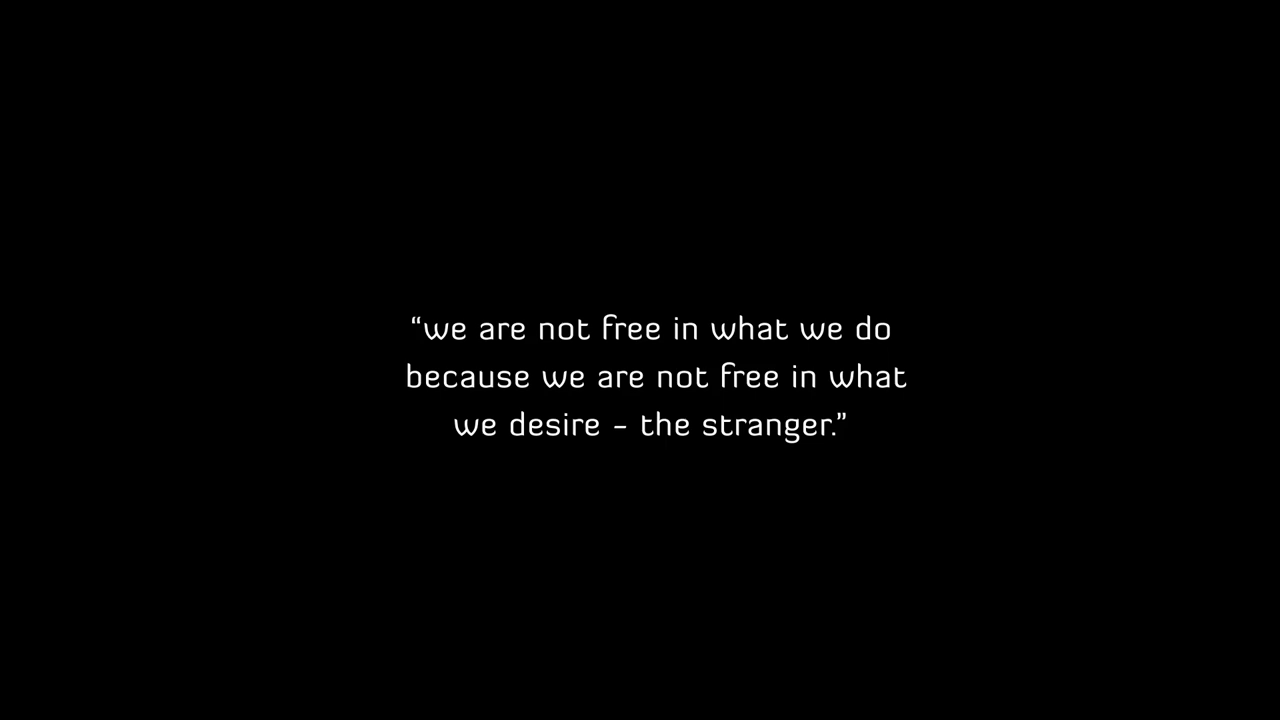 “we are not free in what we do
because we are not free in what
we desire - the stranger.”